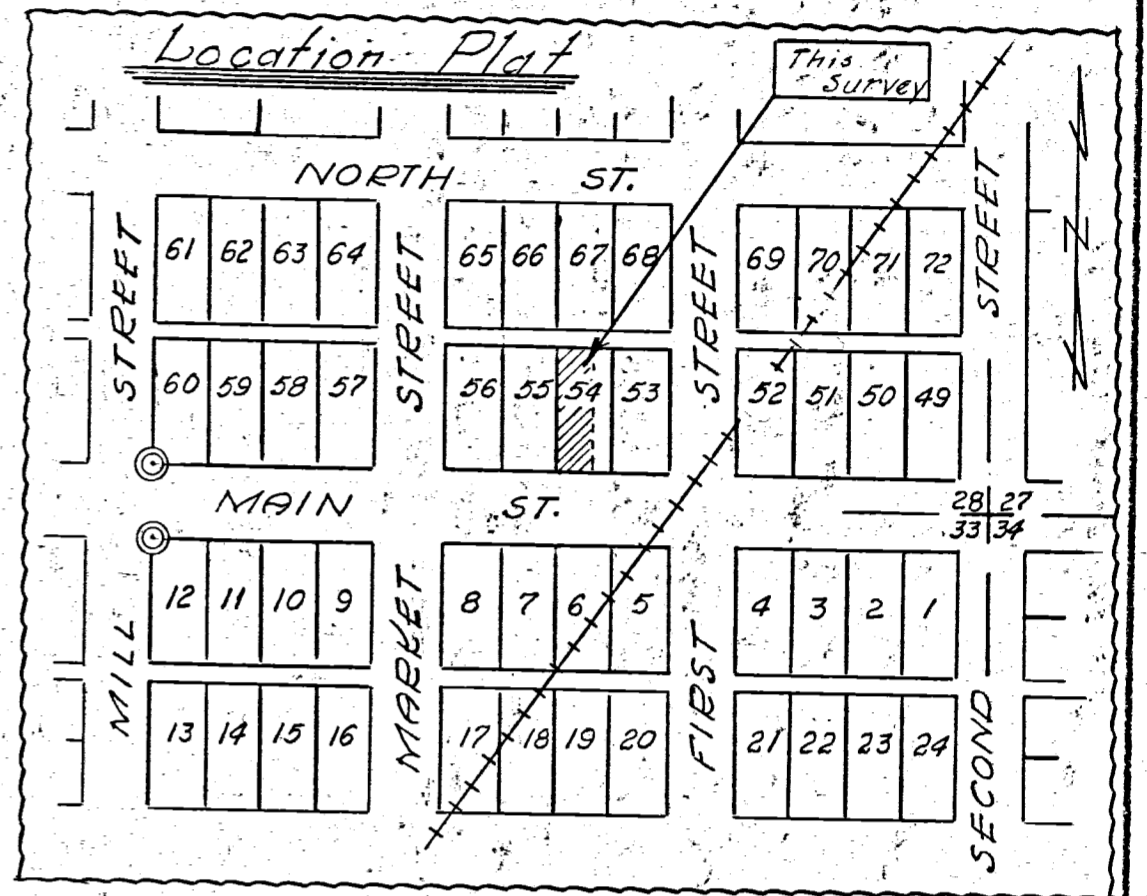 Location Plat
This
Survey
NORTH ST.
STREET
STREET
STREET
STREET
61 62 63 64
65 66 67 68
69 70 71 72
60 59 58 57
56 55 54 53
52 51 50 49
N
MAIN ST.
28 27
33 34
12 11 10 9
8 7 6 5
4 3 2 1
MILL
MARKET
FIRST
SECOND
13 14 15 16
17 18 19 20
21 22 23 24